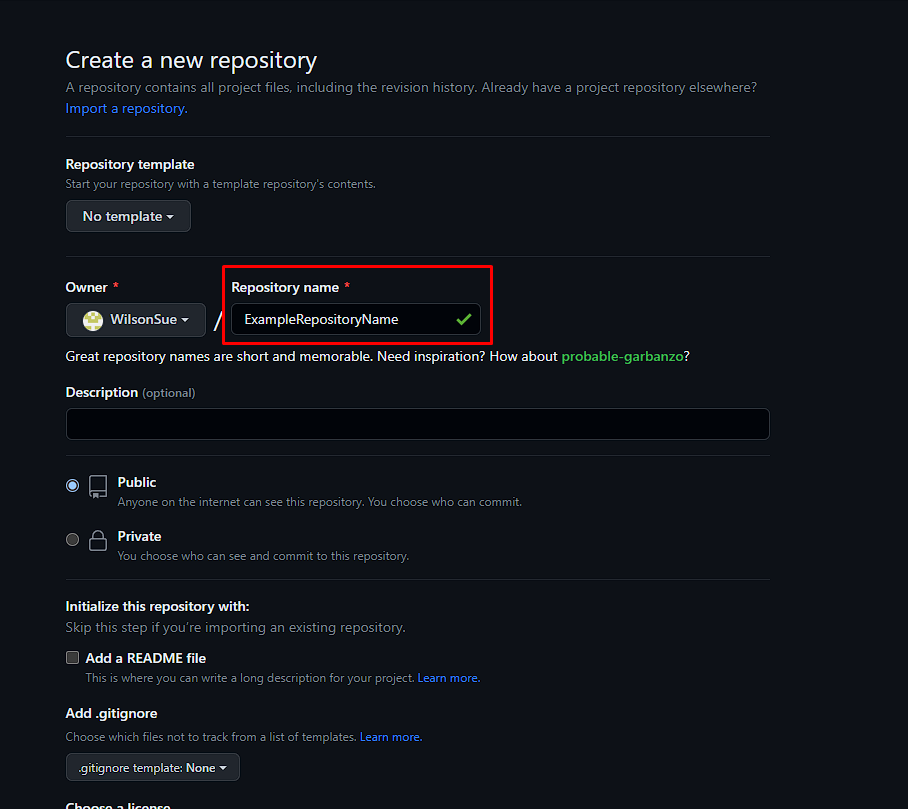 Create a new repository
A repository contains all project files, including the revision history. Already have a project repository elsewhere?
Import a repository.
Repository template
Start your repository with a template repository's contents.
No template
Owner * Repository name *
WilsonSue / ExampleRepositoryName
Great repository names are short and memorable. Need inspiration? How about probable-garbanzo?
Description (optional)
Public
Anyone on the internet can see this repository. You choose who can commit.
Private
You choose who can see and commit to this repository.
Initialize this repository with:
Skip this step if you're importing an existing repository.
Add a README file
This is where you can write a long description for your project. Learn more.
Add .gitignore
Choose which files not to track from a list of templates. Learn more.
.gitignore template: None
Choose a license